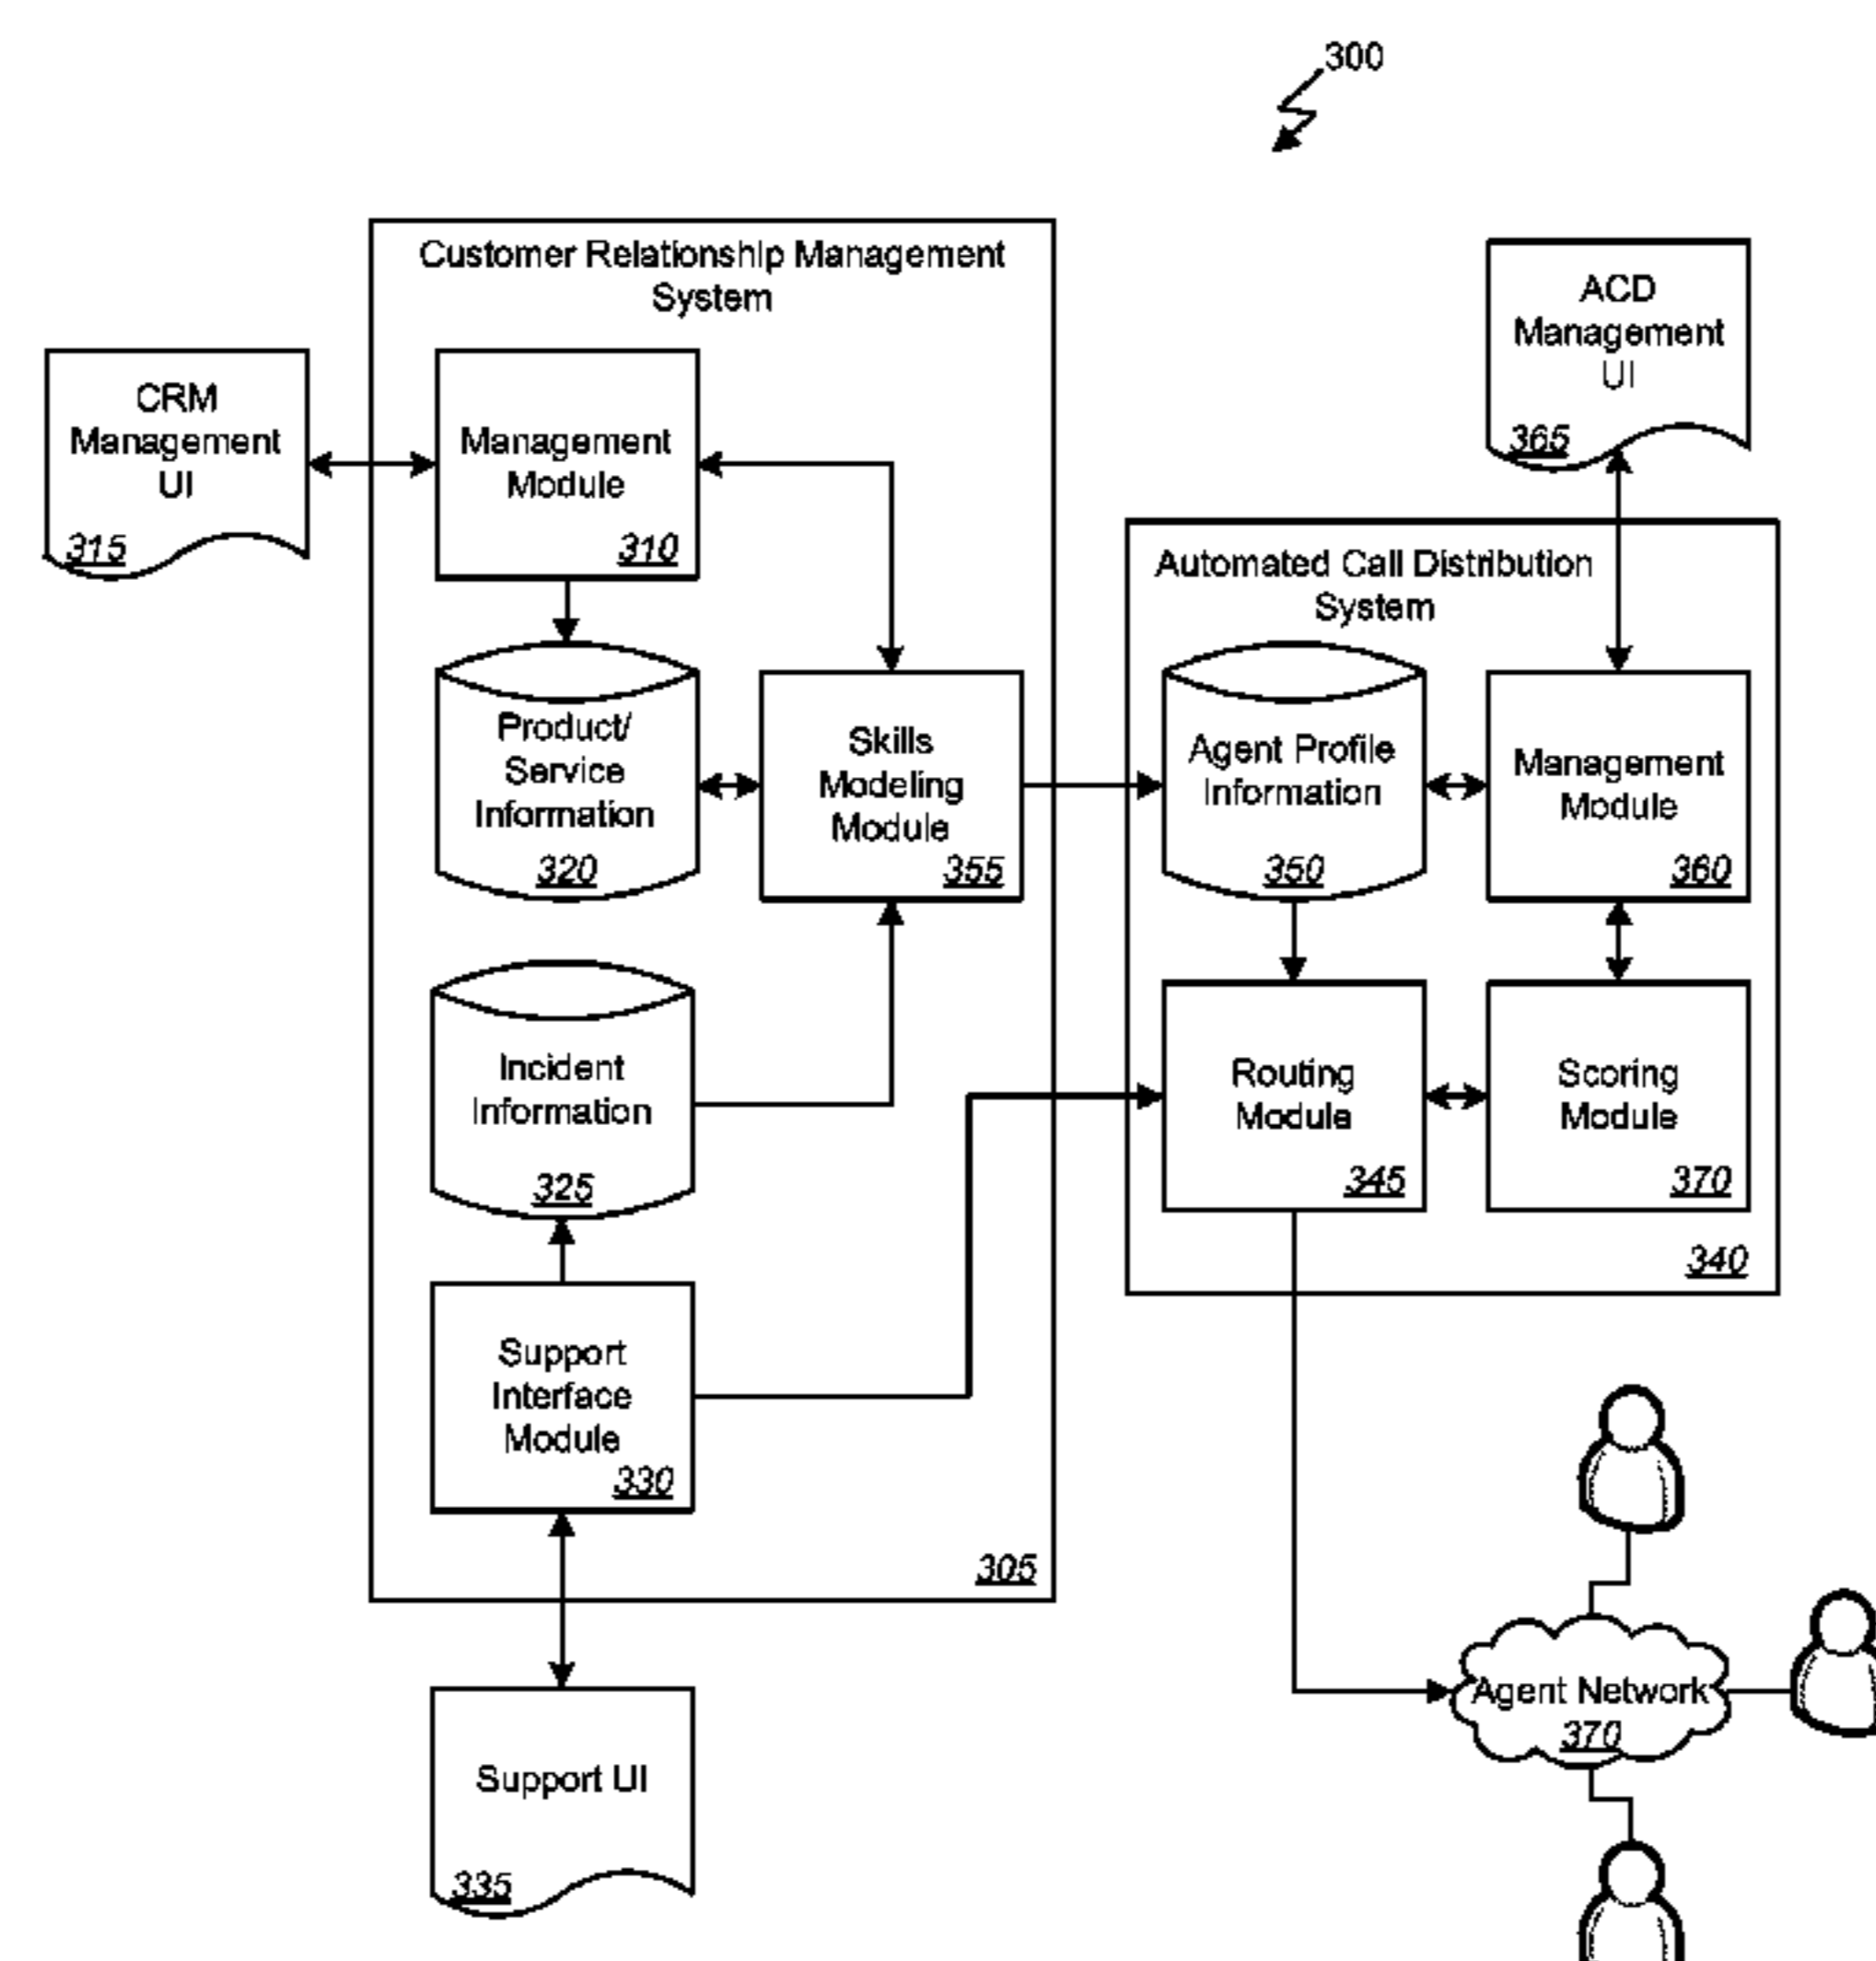 300
Customer Relationship Management
System
CRM
Management
UI
315
Management
Module
310
Product/
Service
Information
320
Skills
Modeling
Module
355
Incident
Information
325
Support
Interface
Module
330
305
Support UI
335
ACD
Management
UI
365
Automated Call Distribution
System
Agent Profile
Information
350
Management
Module
360
Routing
Module
345
Scoring
Module
370
340
Agent Network
370